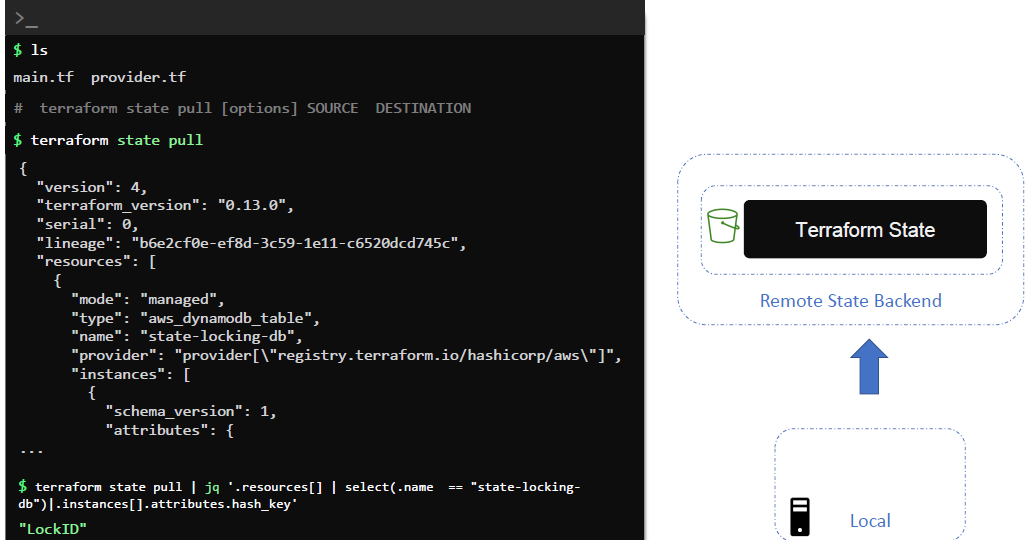 >_
$ ls
main.tf  provider.tf
#  terraform state pull [options] SOURCE  DESTINATION
$ terraform state pull
{
  "version": 4,
  "terraform_version": "0.13.0",
  "serial": 0,
  "lineage": "b6e2cf0e-ef8d-3c59-1e11-c6520dcd745c",
  "resources": [
    {
      "mode": "managed",
      "type": "aws_dynamodb_table",
      "name": "state-locking-db",
      "provider": "provider[\"registry.terraform.io/hashicorp/aws\"]",
      "instances": [
        {
          "schema_version": 1,
          "attributes": {
...
$ terraform state pull | jq '.resources[] | select(.name  == "state-locking-
db")|.instances[].attributes.hash_key'
"LockID"
Terraform State
Remote State Backend
Local